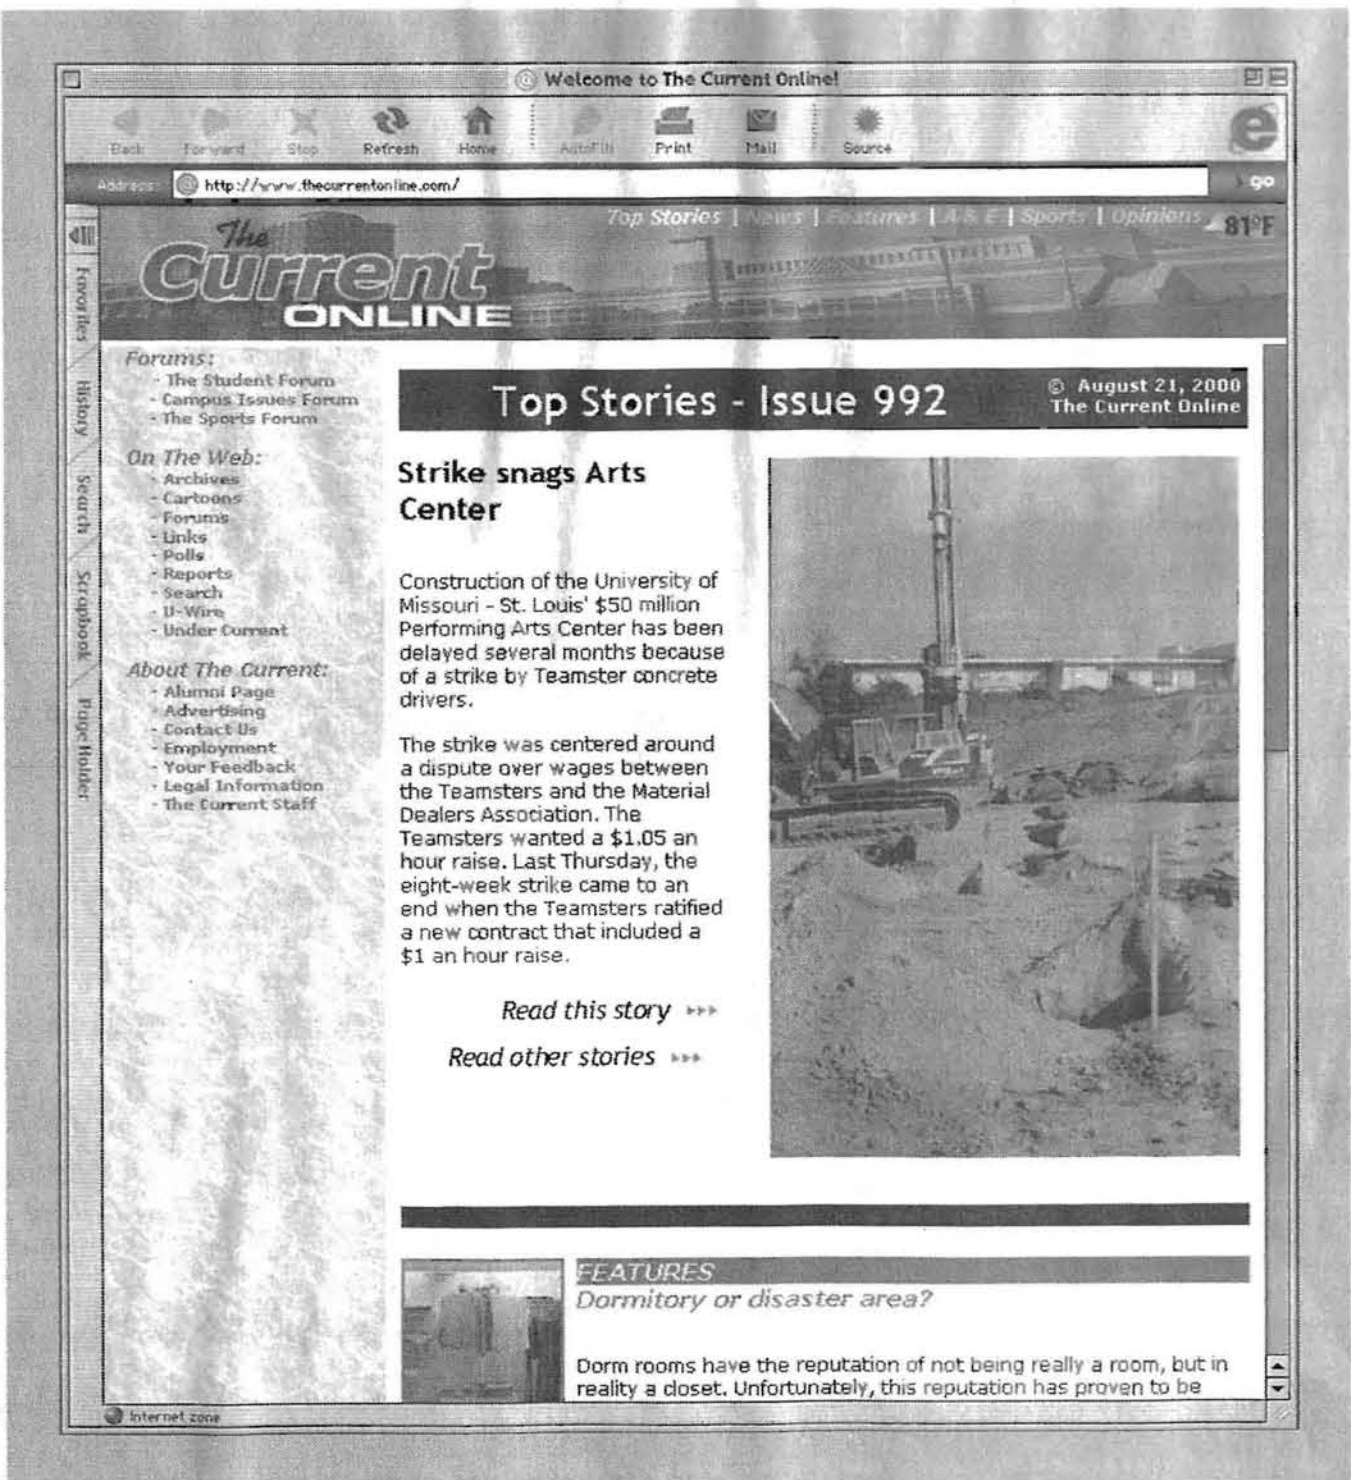 Welcome to The Current Online!
Back Forward Stop Refresh Home AutoFill Print Mail Source
Address: http://www.thecurrentonline.com/ go
Top Stories | News | Features | A & E | Sports | Opinions 81°F
The
Current
ONLINE
Favorites
History
Search
Scrapbook
Page Holder
Forums:
- The Student Forum
- Campus Issues Forum
- The Sports Forum
On The Web:
- Archives
- Cartoons
- Forums
- Links
- Polls
- Reports
- Search
- U-Wire
- Under Current
About The Current:
- Alumni Page
- Advertising
- Contact Us
- Employment
- Your Feedback
- Legal Information
- The Current Staff
Top Stories - Issue 992
© August 21, 2000
The Current Online
Strike snags Arts
Center
Construction of the University of
Missouri - St. Louis' $50 million
Performing Arts Center has been
delayed several months because
of a strike by Teamster concrete
drivers.
The strike was centered around
a dispute over wages between
the Teamsters and the Material
Dealers Association. The
Teamsters wanted a $1.05 an
hour raise. Last Thursday, the
eight-week strike came to an
end when the Teamsters ratified
a new contract that included a
$1 an hour raise.
Read this story
Read other stories
FEATURES
Dormitory or disaster area?
Dorm rooms have the reputation of not being really a room, but in
reality a closet. Unfortunately, this reputation has proven to be
Internet zone